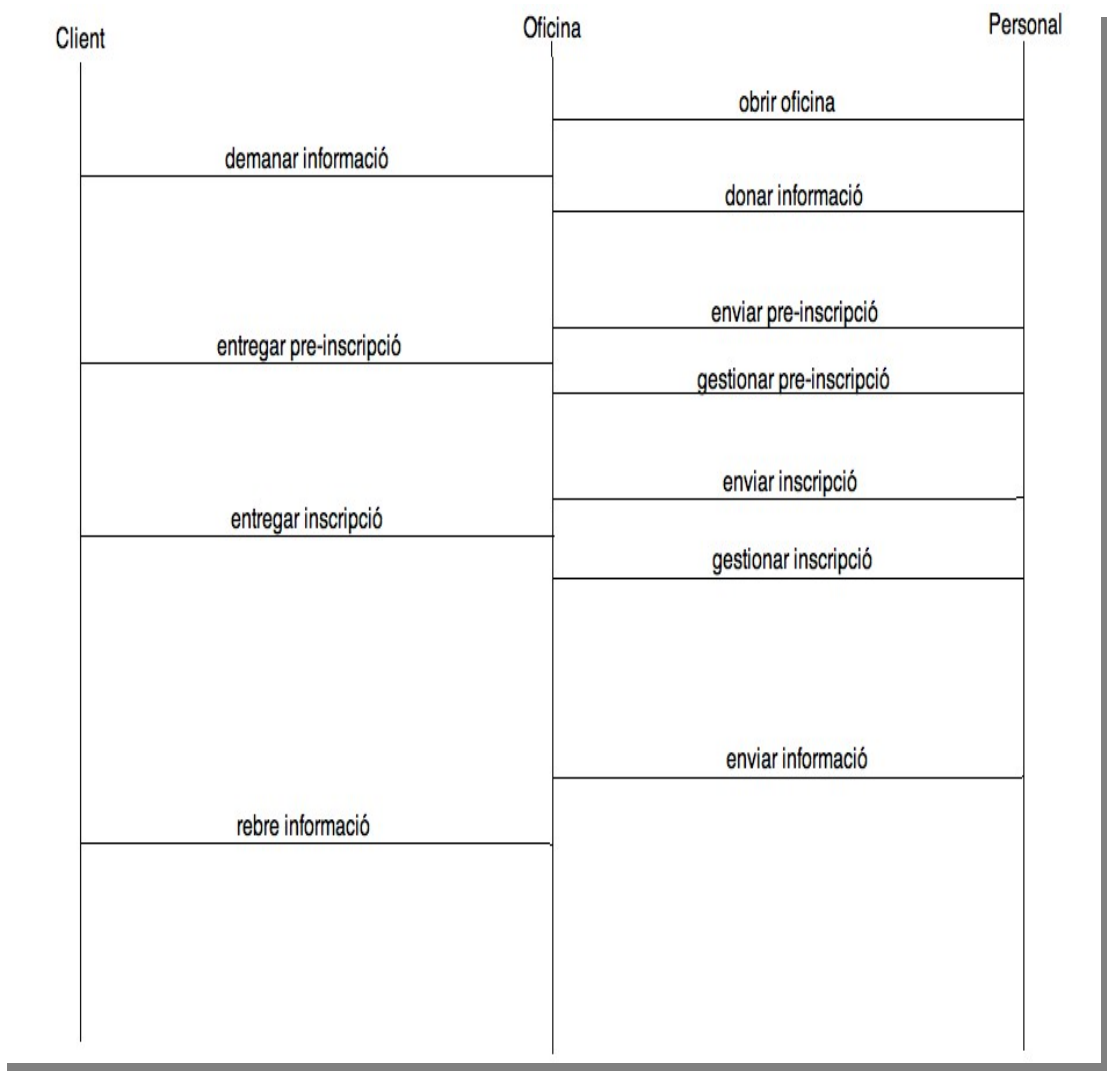 Client
Oficina
Personal
obrir oficina
demanar informació
donar informació
enviar pre-inscripció
entregar pre-inscripció
gestionar pre-inscripció
enviar inscripció
entregar inscripció
gestionar inscripció
enviar informació
rebre informació